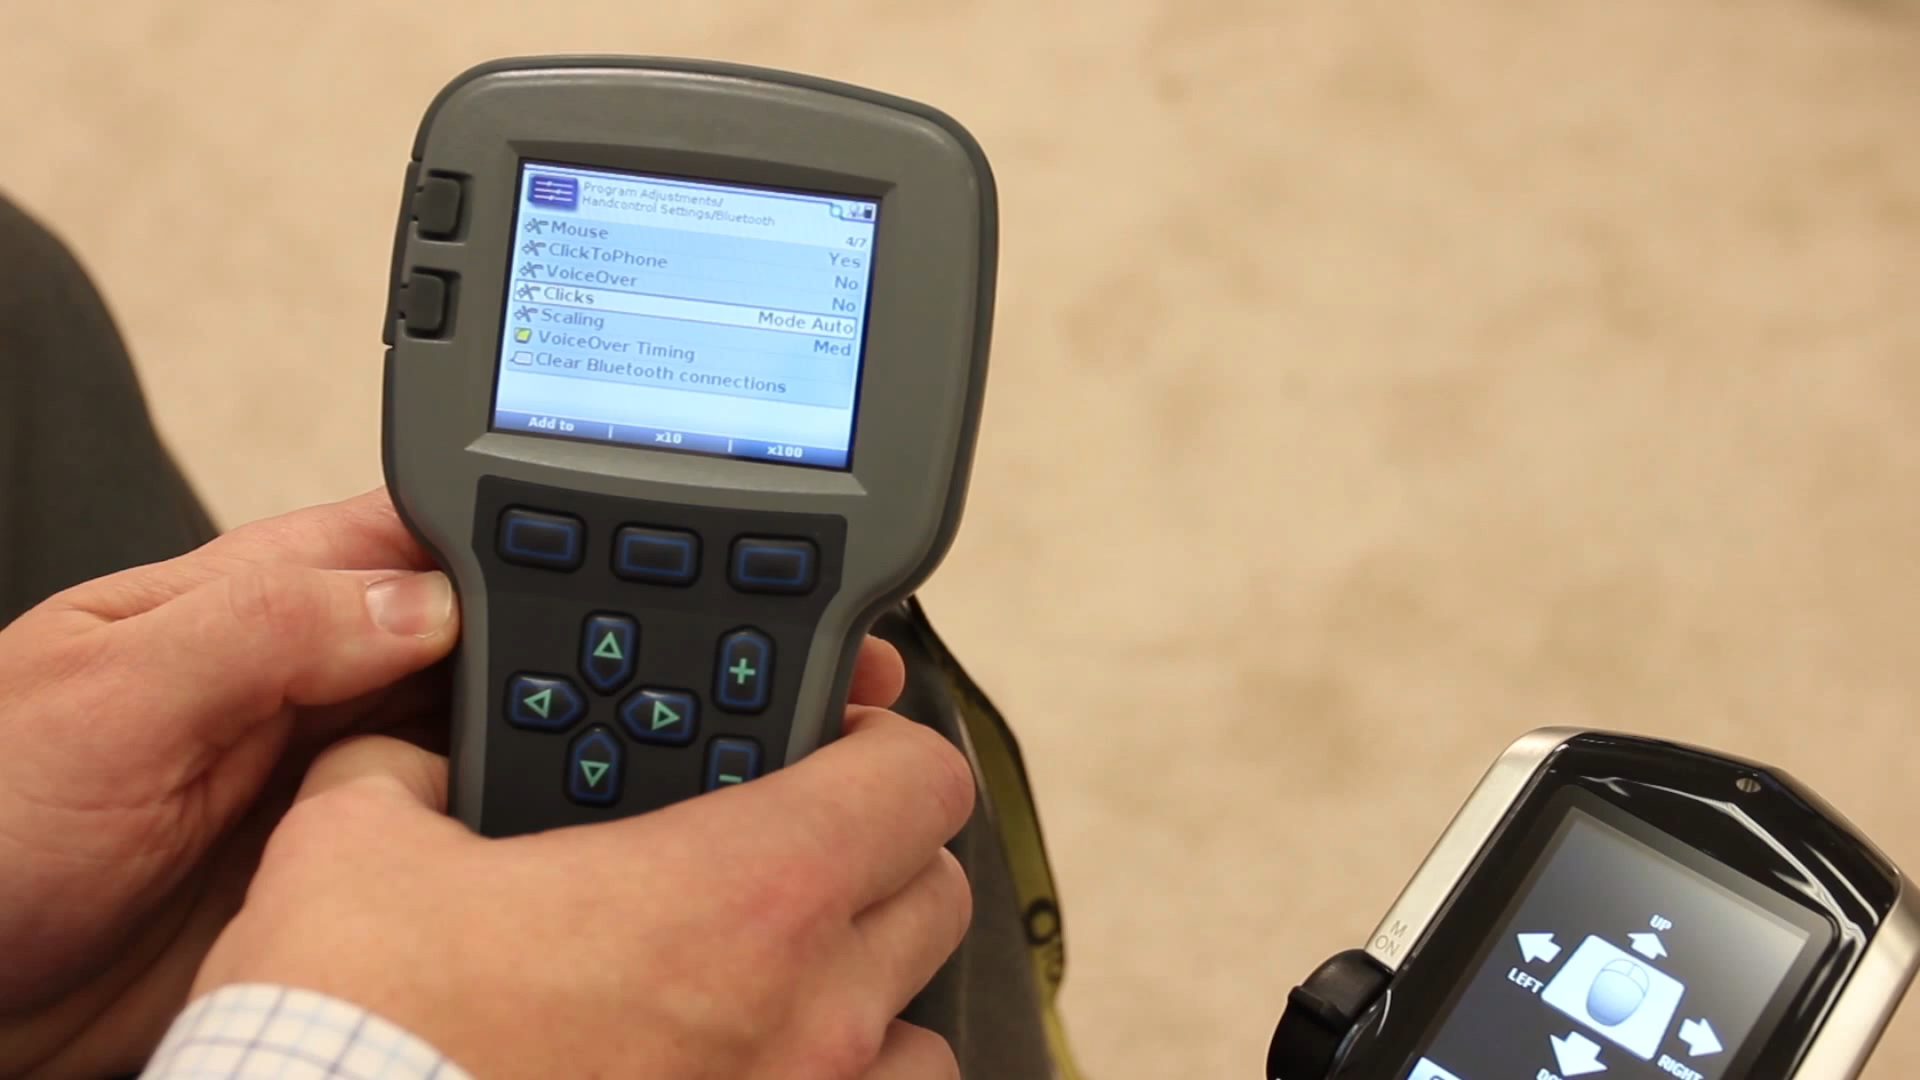 Program Adjustments/
Handcontrol Settings/Bluetooth
4/7
Mouse Yes
ClickToPhone No
VoiceOver No
Clicks Mode Auto
Scaling Med
VoiceOver Timing
Clear Bluetooth connections
Add to x10 x100
+
M
ON
UP
LEFT
RIGHT